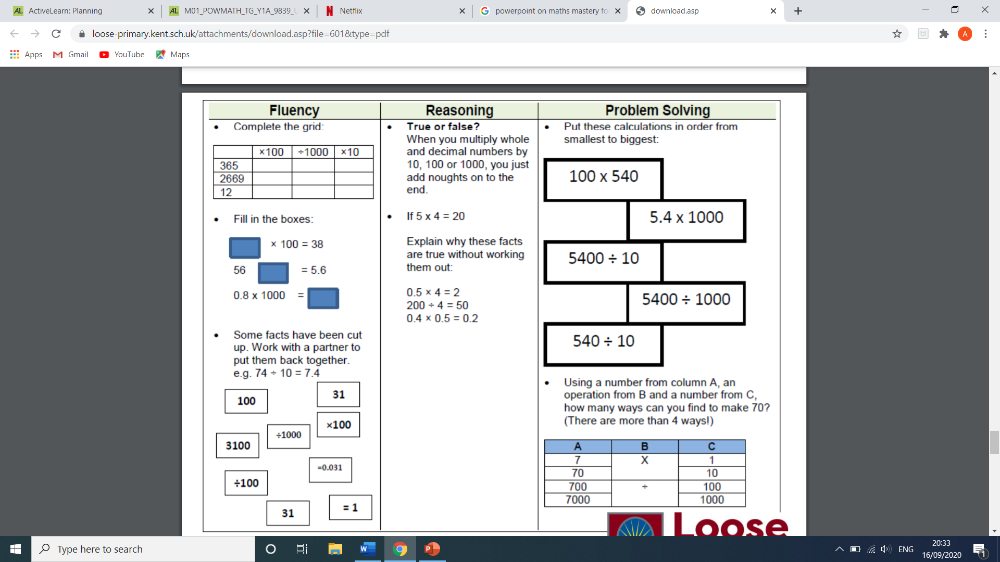 ActiveLearn: Planning
M01_POWMATH_TG_Y1A_9839_
Netflix
powerpoint on maths mastery fo
download.asp
loose-primary.kent.sch.uk/attachments/download.asp?file=601&type=pdf
A
Apps
Gmail
YouTube
Maps
Fluency
Complete the grid:
×100 ÷1000 ×10
365
2669
12
Fill in the boxes:
× 100 = 38
56 = 5.6
0.8 x 1000 =
Some facts have been cut
up. Work with a partner to
put them back together.
e.g. 74 ÷ 10 = 7.4
100
31
×100
÷1000
3100
=0.031
÷100
= 1
31
Reasoning
True or false?
When you multiply whole
and decimal numbers by
10, 100 or 1000, you just
add noughts on to the
end.
If 5 x 4 = 20
Explain why these facts
are true without working
them out:
0.5 × 4 = 2
200 ÷ 4 = 50
0.4 × 0.5 = 0.2
Problem Solving
Put these calculations in order from
smallest to biggest:
100 x 540
5.4 x 1000
5400 ÷ 10
5400 ÷ 1000
540 ÷ 10
Using a number from column A, an
operation from B and a number from C,
how many ways can you find to make 70?
(There are more than 4 ways!)
A B C
7 X 1
70 10
700 ÷ 100
7000 1000
Loose
Type here to search
ENG
20:33
16/09/2020
1